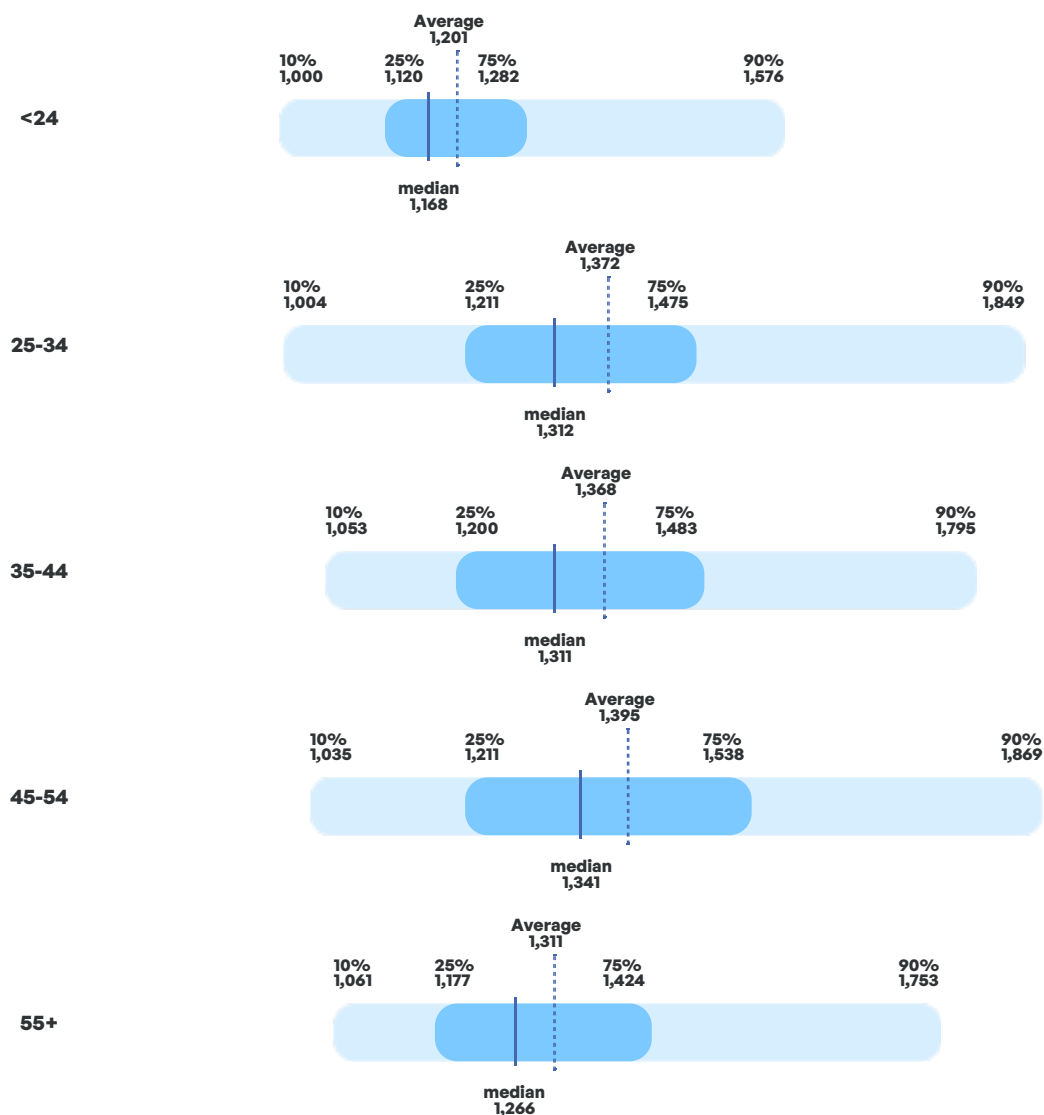 Average
1,201
10% 25% 75% 90%
1,000 1,120 1,282 1,576
<24
median
1,168
Average
1,372
10% 25% 75% 90%
1,004 1,211 1,475 1,849
25-34
median
1,312
Average
1,368
10% 25% 75% 90%
1,053 1,200 1,483 1,795
35-44
median
1,311
Average
1,395
10% 25% 75% 90%
1,035 1,211 1,538 1,869
45-54
median
1,341
Average
1,311
10% 25% 75% 90%
1,061 1,177 1,424 1,753
55+
median
1,266